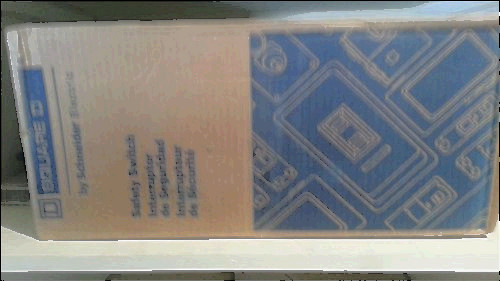 D SQUARE D
by Schneider Electric
Safety Switch
Interruptor
de Seguridad
Interrupteur
de Sécurité